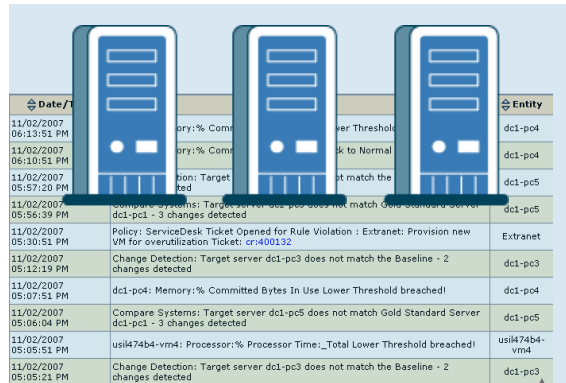 Date/T
Entity
11/02/2007
06:13:51 PM
ory:% Comm
wer Threshold
dc1-pc4
11/02/2007
06:10:51 PM
ory:% Comm
ck to Normal
dc1-pc4
11/02/2007
05:57:20 PM
tion: Target
not match the
ted
dc1-pc5
11/02/2007
05:56:39 PM
Compare Systems: Target server dc1-pc5 does not match Gold Standard Server
dc1-pc1 - 3 changes detected
dc1-pc5
11/02/2007
05:30:51 PM
Policy: ServiceDesk Ticket Opened for Rule Violation : Extranet: Provision new
VM for overutilization Ticket: cr:400132
Extranet
11/02/2007
05:12:19 PM
Change Detection: Target server dc1-pc3 does not match the Baseline - 2
changes detected
dc1-pc3
11/02/2007
05:07:51 PM
dc1-pc4: Memory:% Committed Bytes In Use Lower Threshold breached!
dc1-pc4
11/02/2007
05:06:04 PM
Compare Systems: Target server dc1-pc5 does not match Gold Standard Server
dc1-pc1 - 3 changes detected
dc1-pc5
11/02/2007
05:05:51 PM
usil474b4-vm4: Processor:% Processor Time:_Total Lower Threshold breached!
usil474b4-
vm4
11/02/2007
05:05:21 PM
Change Detection: Target server dc1-pc3 does not match the Baseline - 2
changes detected
dc1-pc3